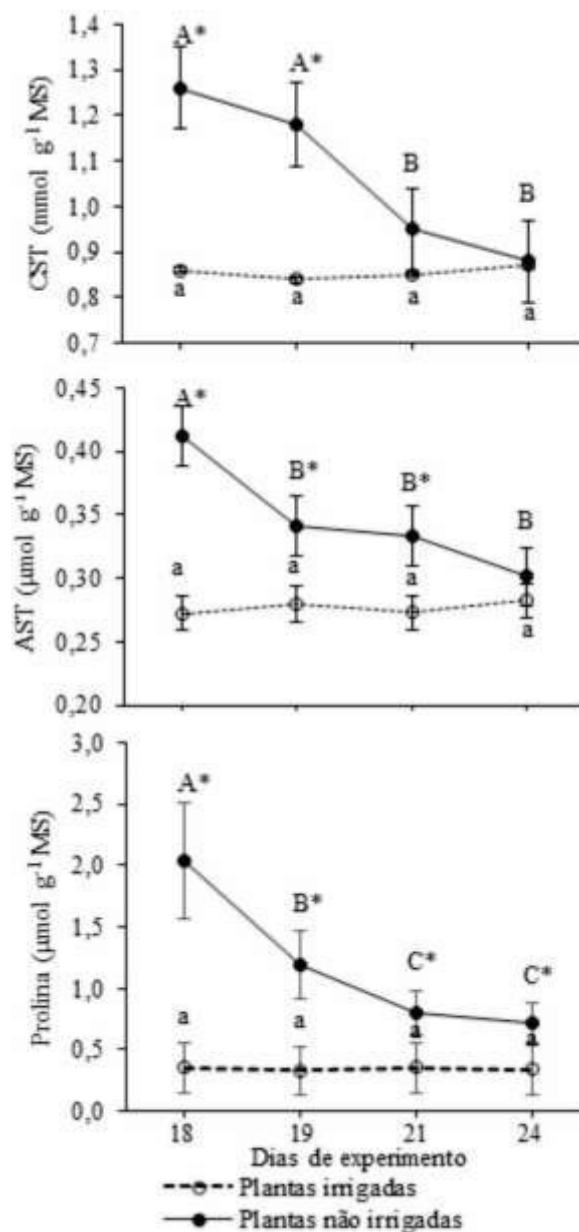 CST (mmol g⁻¹ MS)
1,4
1,3
1,2
1,1
1,0
0,9
0,8
0,7
A* A* B B
a a a a
AST (µmol g⁻¹ MS)
0,45
0,40
0,35
0,30
0,25
0,20
A* B* B* B
a a a a
Prolina (µmol g⁻¹ MS)
3,0
2,5
2,0
1,5
1,0
0,5
0,0
A* B* C* C*
a a a a
18 19 21 24
Dias de experimento
Plantas irrigadas
Plantas não irrigadas